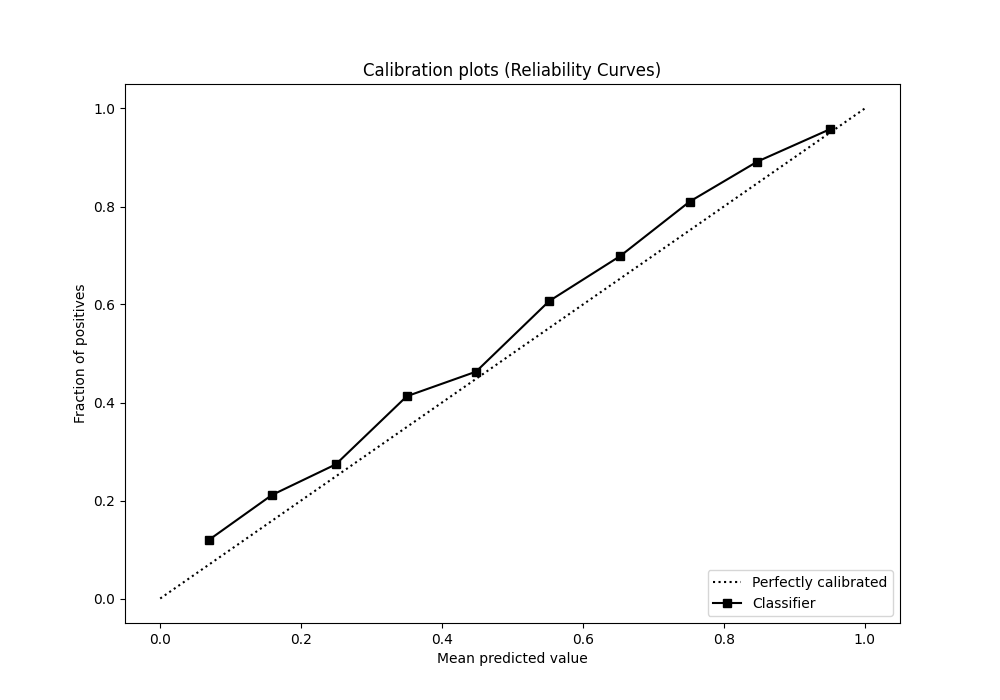 Calibration plots (Reliability Curves)
1.0
0.8
0.6
0.4
0.2
0.0
Fraction of positives
0.0 0.2 0.4 0.6 0.8 1.0
Mean predicted value
Perfectly calibrated
Classifier